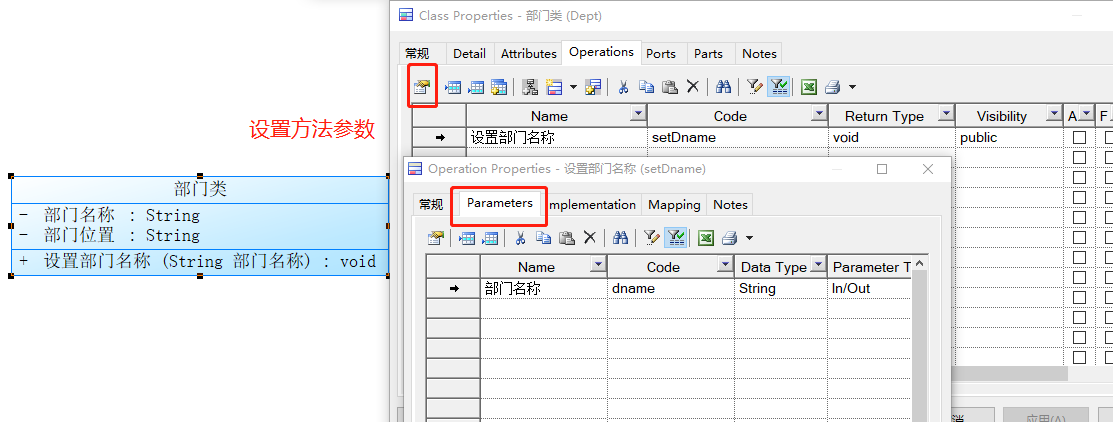 设置方法参数
部门类
- 部门名称 : String
- 部门位置 : String
+ 设置部门名称 (String 部门名称) : void
Class Properties - 部门类 (Dept)
常规 Detail Attributes Operations Ports Parts Notes
Name Code Return Type Visibility A F
设置部门名称 setDname void public
Operation Properties - 设置部门名称 (setDname)
常规 Parameters mplementation Mapping Notes
Name Code Data Type Parameter T
部门名称 dname String In/Out
消 应用(A)